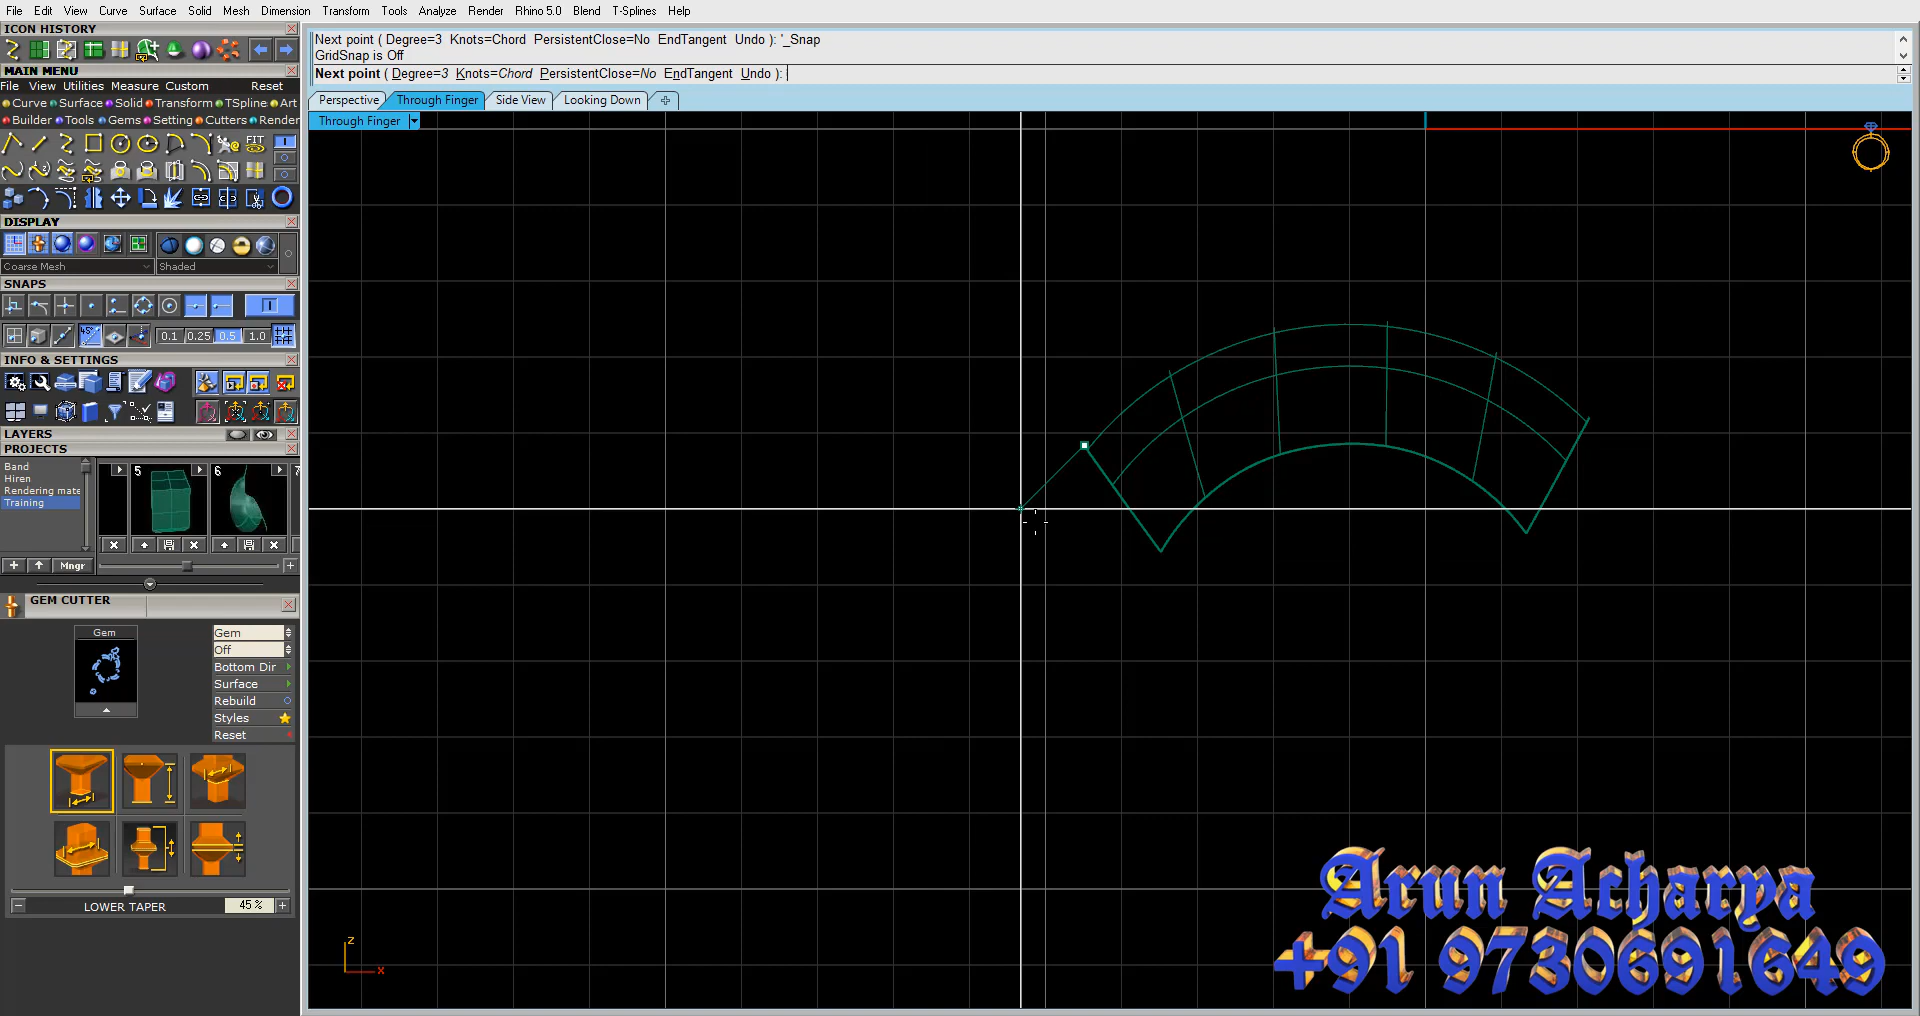 File Edit View Curve Surface Solid Mesh Dimension Transform Tools Analyze Render Rhino 5.0 Blend T-Splines Help
ICON HISTORY
MAIN MENU
File View Utilities Measure Custom Reset
Curve Surface Solid Transform TSpline Art
Builder Tools Gems Setting Cutters Render
FIT
DISPLAY
Coarse Mesh Shaded
SNAPS
45° 0.1 0.25 0.5 1.0
INFO & SETTINGS
LAYERS
PROJECTS
Band
Hiren
Rendering mate
Training
5 6 7
Mngr
GEM CUTTER
Gem
Gem
Off
Bottom Dir
Surface
Rebuild
Styles
Reset
LOWER TAPER 45 %
Next point ( Degree=3 Knots=Chord PersistentClose=No EndTangent Undo ): '_Snap
GridSnap is Off
Next point ( Degree=3 Knots=Chord PersistentClose=No EndTangent Undo ):
Perspective Through Finger Side View Looking Down
Through Finger
z
x
Arun Acharya
+91 9730691649